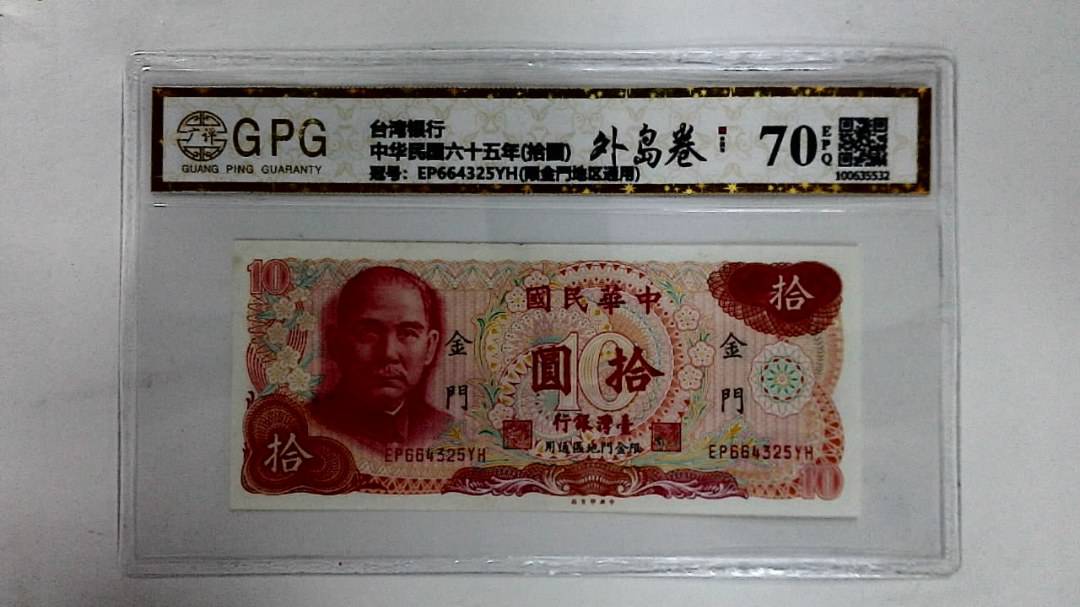 GPG
GUANG PING GUARANTY
台湾银行
中华民國六十五年(拾圓)
冠号: EP664325YH(限金門地区通用)
外岛卷
70
EPQ
100635532
10
拾
中華民國
金門
10
拾圓
金門
臺灣銀行
限金門地區通用
拾
EP664325YH
EP664325YH
10